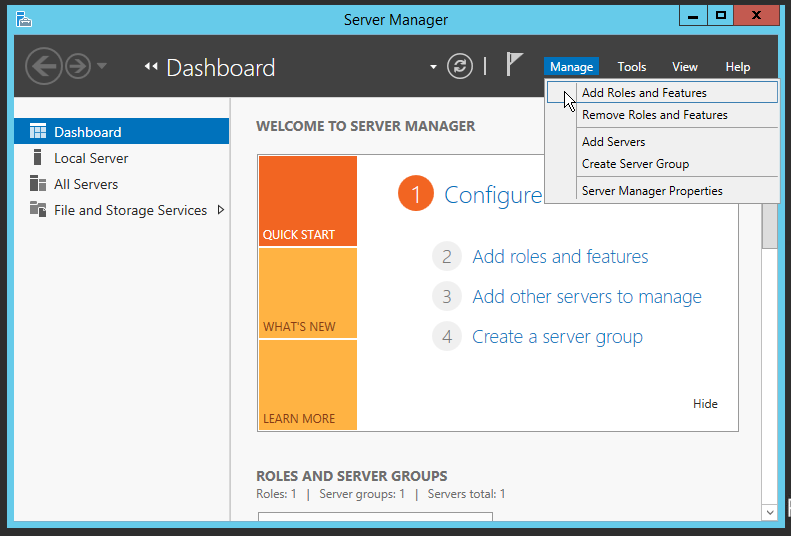 Server Manager
Dashboard
Manage Tools View Help
Add Roles and Features
Remove Roles and Features
Add Servers
Create Server Group
Server Manager Properties
Dashboard
Local Server
All Servers
File and Storage Services
WELCOME TO SERVER MANAGER
QUICK START
WHAT'S NEW
LEARN MORE
1 Configure
2 Add roles and features
3 Add other servers to manage
4 Create a server group
Hide
ROLES AND SERVER GROUPS
Roles: 1 | Server groups: 1 | Servers total: 1